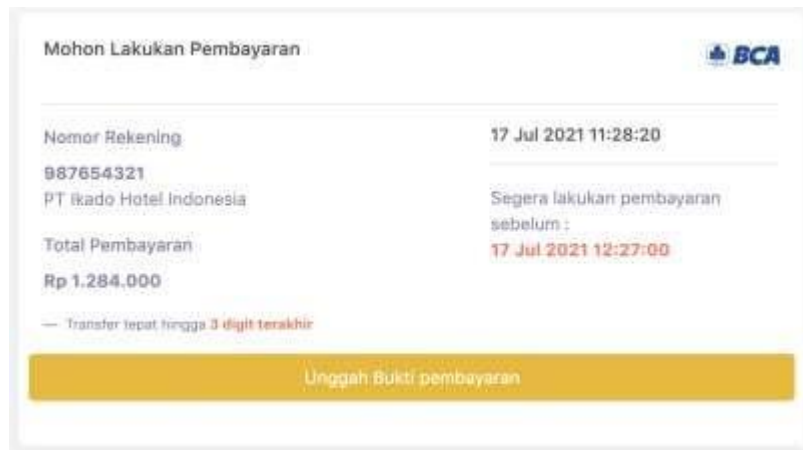 Mohon Lakukan Pembayaran
BCA
Nomor Rekening
987654321
PT Ikado Hotel Indonesia
Total Pembayaran
Rp 1.284.000
— Transfer tepat hingga 3 digit terakhir
17 Jul 2021 11:28:20
Segera lakukan pembayaran
sebelum :
17 Jul 2021 12:27:00
Unggah Bukti pembayaran